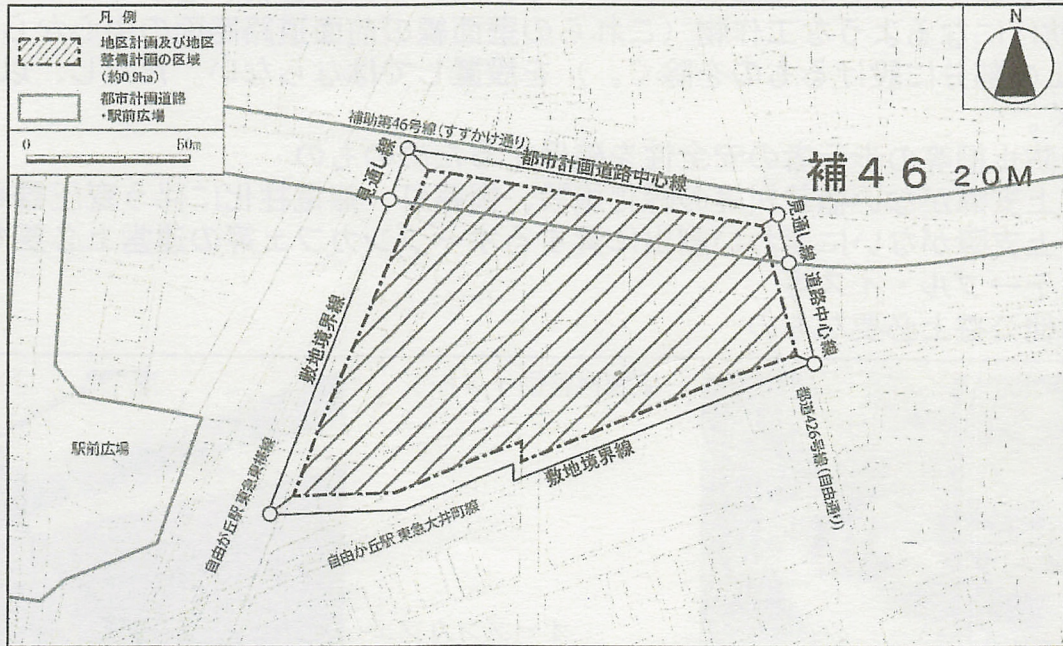 凡例
地区計画及び地区
整備計画の区域
(約0.9ha)
都市計画道路
・駅前広場
0 50m
N
補助第46号線(すずかけ通り)
見通し線
都市計画道路中心線
補46 20M
見通し線
道路中心線
敷地境界線
駅前広場
敷地境界線
都道426号線(自由通り)
自由が丘駅 東急東横線
自由が丘駅 東急大井町線